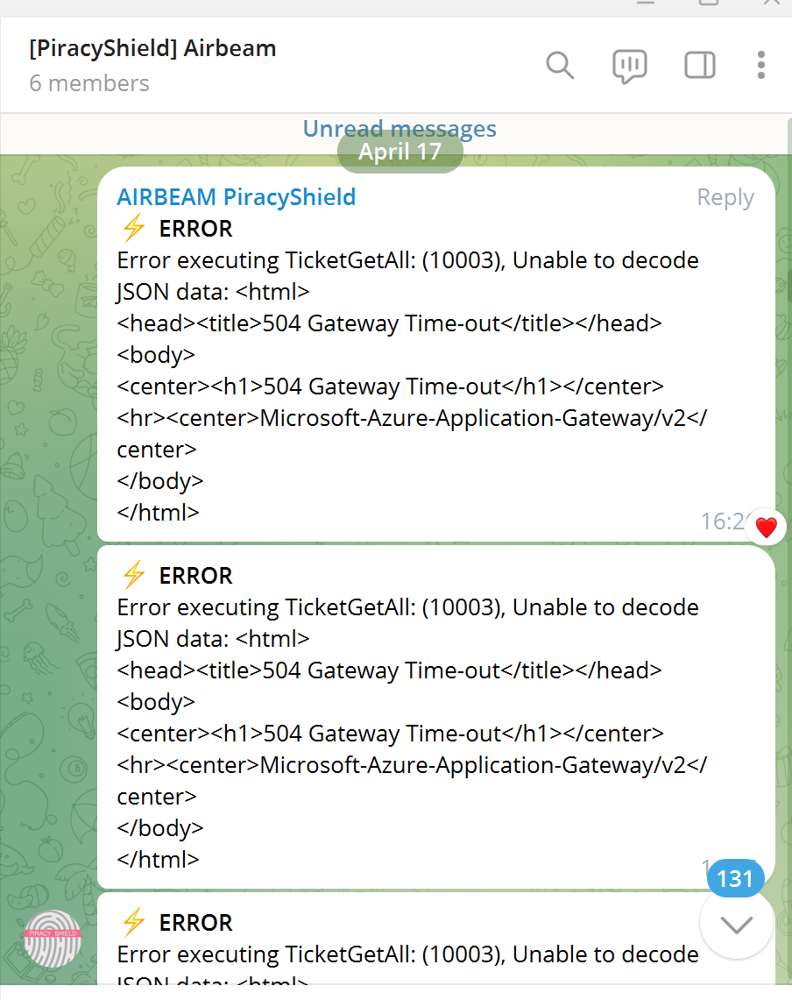 [PiracyShield] Airbeam
6 members
Unread messages
April 17
AIRBEAM PiracyShield Reply
⚡ ERROR
Error executing TicketGetAll: (10003), Unable to decode
JSON data: <html>
<head><title>504 Gateway Time-out</title></head>
<body>
<center><h1>504 Gateway Time-out</h1></center>
<hr><center>Microsoft-Azure-Application-Gateway/v2</
center>
</body>
</html>
⚡ ERROR
Error executing TicketGetAll: (10003), Unable to decode
JSON data: <html>
<head><title>504 Gateway Time-out</title></head>
<body>
<center><h1>504 Gateway Time-out</h1></center>
<hr><center>Microsoft-Azure-Application-Gateway/v2</
center>
</body>
</html>
131
⚡ ERROR
PIRACY SHIELD
Error executing TicketGetAll: (10003), Unable to decode
JSON data: <html>